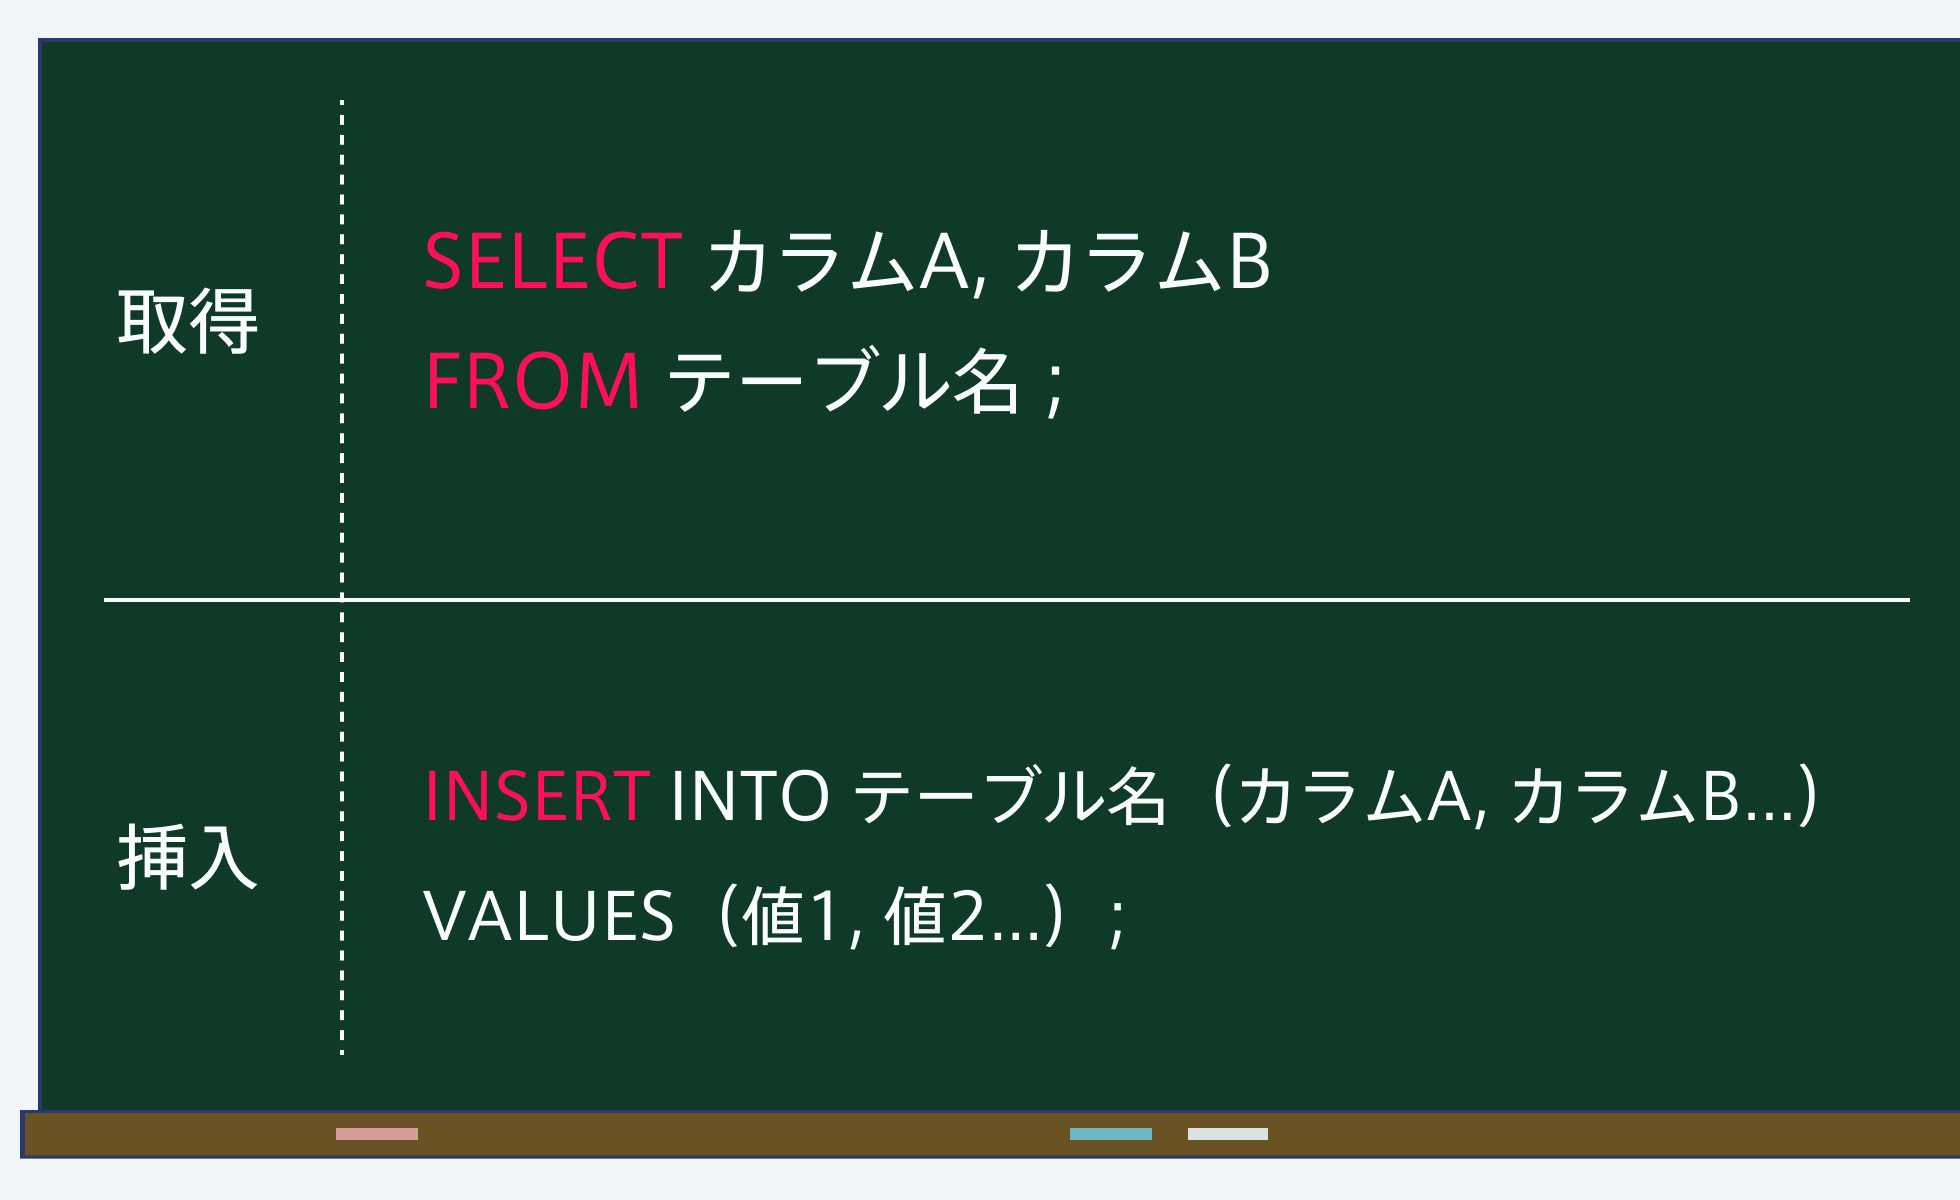 取得
SELECT カラムA, カラムB
FROM テーブル名 ;
挿入
INSERT INTO テーブル名（カラムA, カラムB...）
VALUES（値1, 値2...）;